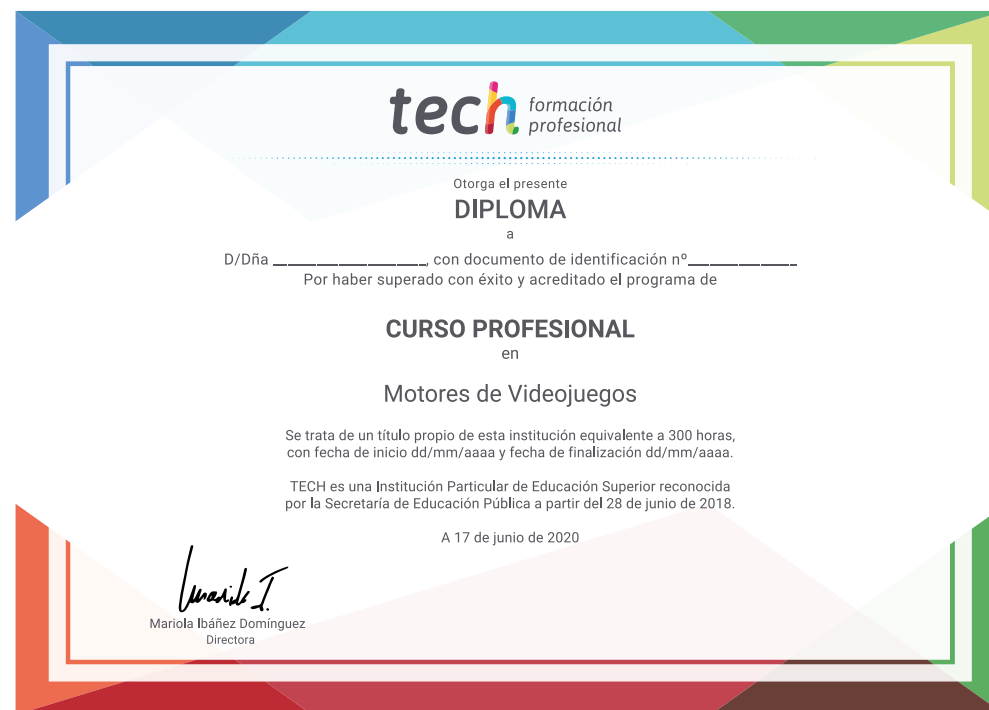 tech formación
profesional
Otorga el presente
DIPLOMA
a
D/Dña ____________________, con documento de identificación nº______________
Por haber superado con éxito y acreditado el programa de
CURSO PROFESIONAL
en
Motores de Videojuegos
Se trata de un título propio de esta institución equivalente a 300 horas,
con fecha de inicio dd/mm/aaaa y fecha de finalización dd/mm/aaaa.
TECH es una Institución Particular de Educación Superior reconocida
por la Secretaría de Educación Pública a partir del 28 de junio de 2018.
A 17 de junio de 2020
Mariola Ibáñez Domínguez
Directora